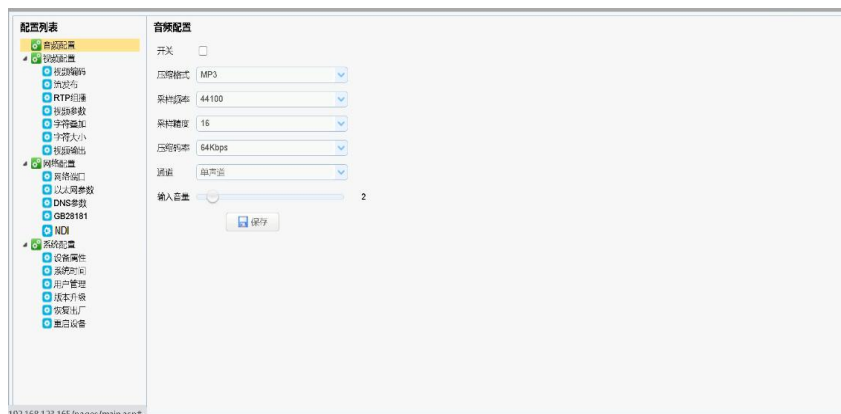 配置列表
音频配置
视频配置
视频编码
流发布
RTP组播
视频参数
字符叠加
字符大小
视频输出
网络配置
网络端口
以太网参数
DNS参数
GB28181
NDI
系统配置
设备属性
系统时间
用户管理
版本升级
恢复出厂
重启设备
音频配置
开关
压缩格式 MP3
采样频率 44100
采样精度 16
压缩码率 64Kbps
通道 单声道
输入音量 2
保存